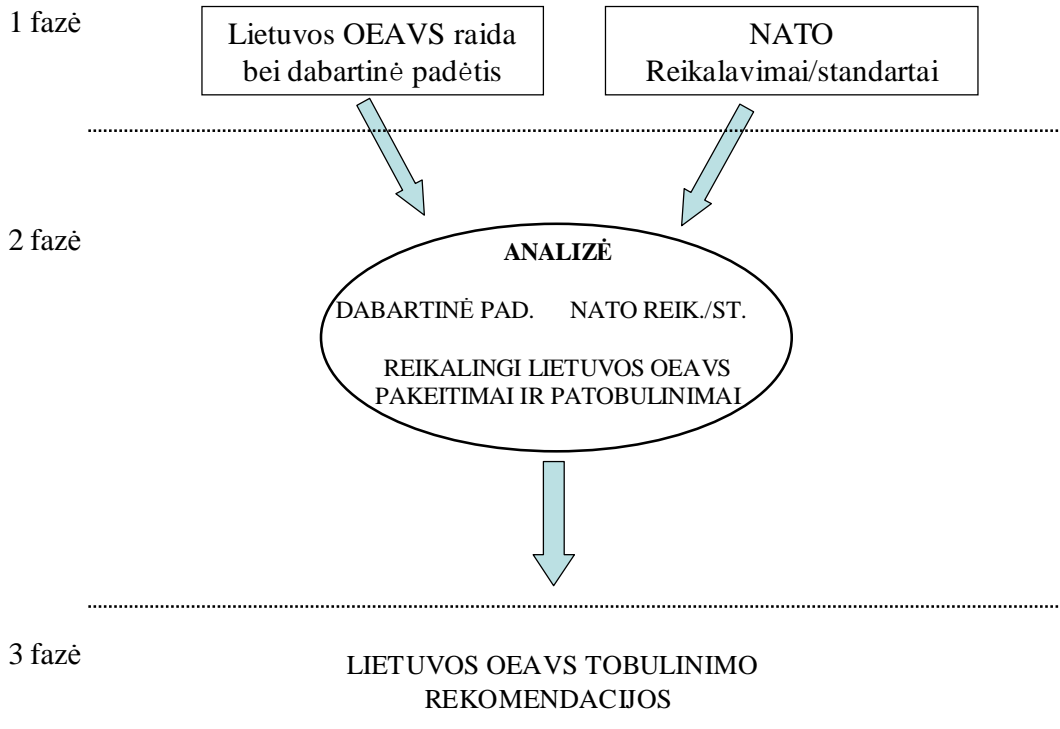 1 fazė
Lietuvos OEAVS raida
bei dabartinė padėtis
NATO
Reikalavimai/standartai
2 fazė
ANALIZĖ
DABARTINĖ PAD. NATO REIK./ST.
REIKALINGI LIETUVOS OEAVS
PAKEITIMAI IR PATOBULINIMAI
3 fazė
LIETUVOS OEAVS TOBULINIMO
REKOMENDACIJOS